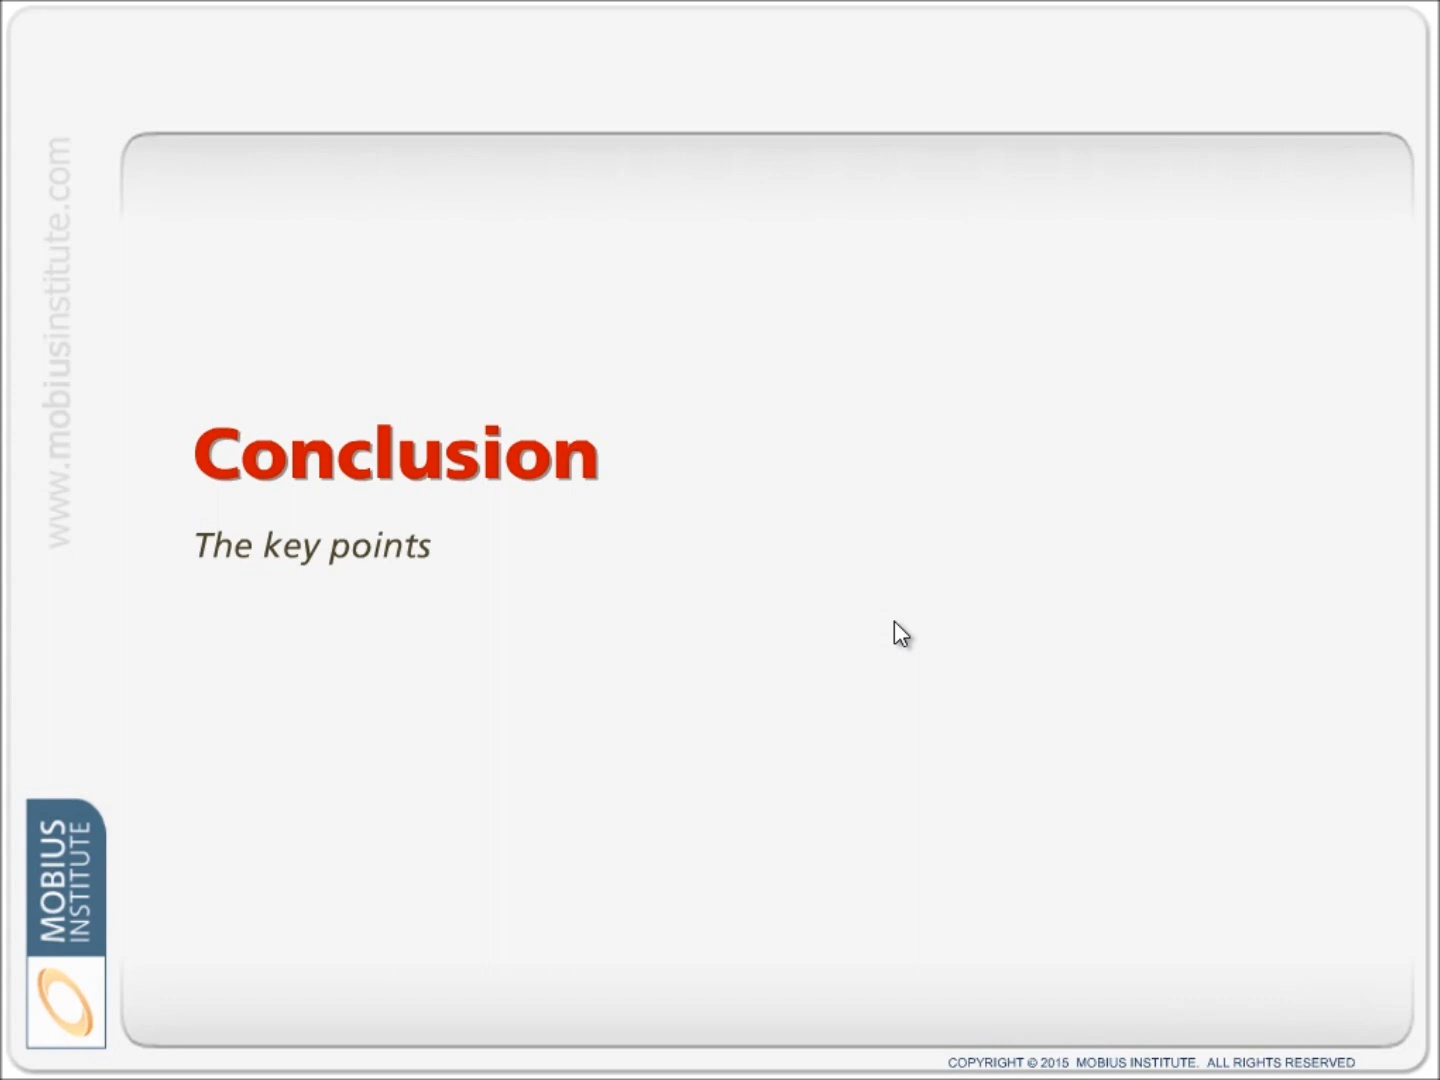 www.mobiusinstitute.com
Conclusion
The key points
MOBIUS
INSTITUTE
COPYRIGHT © 2015 MOBIUS INSTITUTE. ALL RIGHTS RESERVED